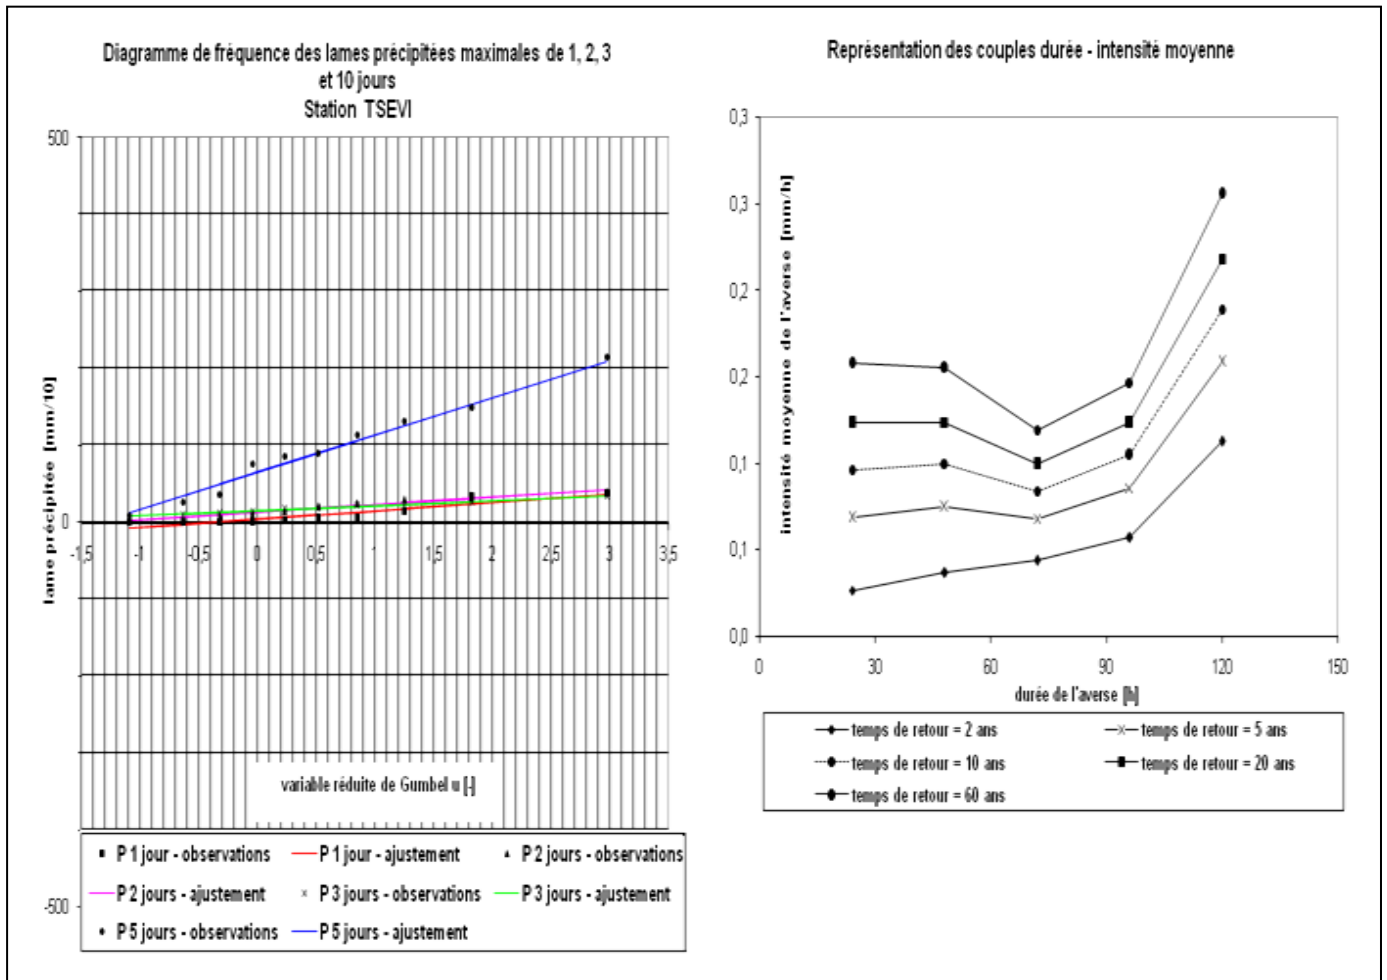 Diagramme de fréquence des lames précipitées maximales de 1, 2, 3
et 10 jours
Station TSEVI
500
0
-500
-1,5
-1
-0,5
0
0,5
1
1,5
2
2,5
3
3,5
lame précipitée [mm/10]
variable réduite de Gumbel u [-]
P 1 jour - observations
P 1 jour - ajustement
P 2 jours - observations
P 2 jours - ajustement
P 3 jours - observations
P 3 jours - ajustement
P 5 jours - observations
P 5 jours - ajustement
Représentation des couples durée - intensité moyenne
0,3
0,3
0,2
0,2
0,1
0,1
0,0
intensité moyenne de l'averse [mm/h]
0
30
60
90
120
150
durée de l'averse [h]
temps de retour = 2 ans
temps de retour = 5 ans
temps de retour = 10 ans
temps de retour = 20 ans
temps de retour = 60 ans